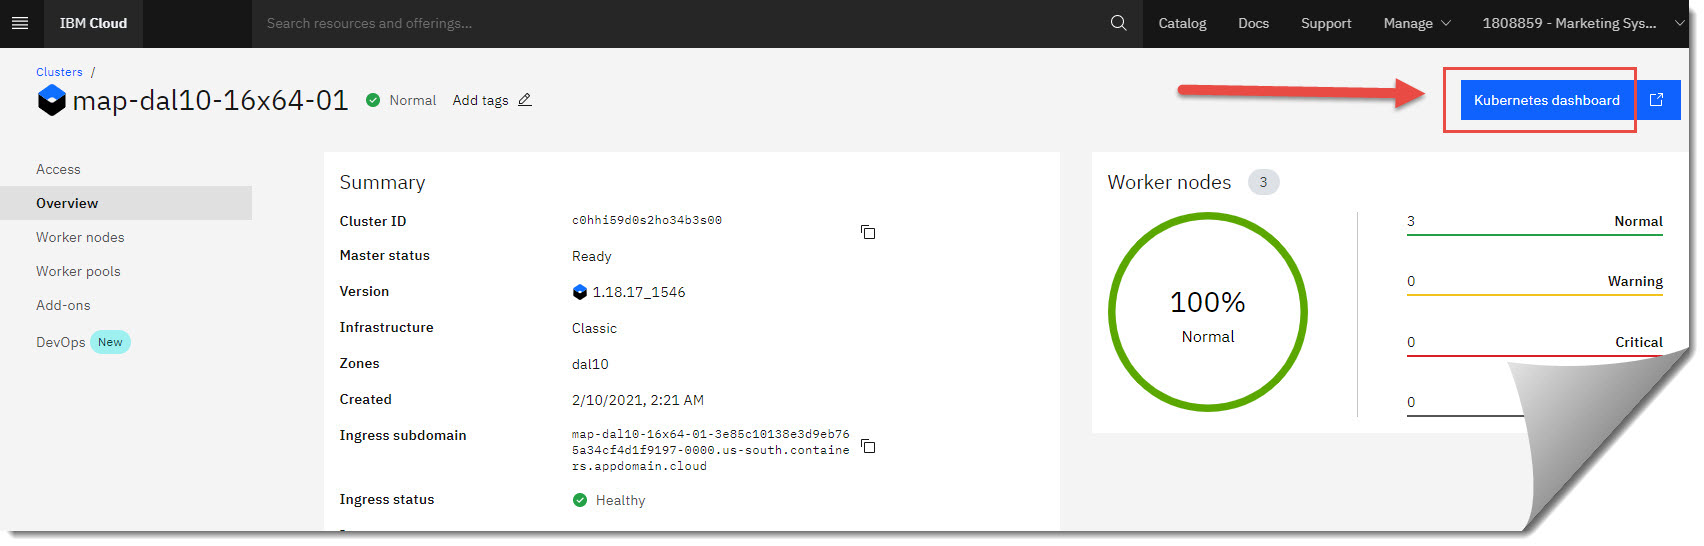 IBM Cloud
Search resources and offerings...
Catalog
Docs
Support
Manage
1808859 - Marketing Sys...
Clusters /
map-dal10-16x64-01
Normal
Add tags
Kubernetes dashboard
Access
Overview
Worker nodes
Worker pools
Add-ons
DevOps New
Summary
Cluster ID c0hhi59d0s2ho34b3s00
Master status Ready
Version 1.18.17_1546
Infrastructure Classic
Zones dal10
Created 2/10/2021, 2:21 AM
Ingress subdomain map-dal10-16x64-01-3e85c10138e3d9eb76
5a34cf4d1f9197-0000.us-south.containe
rs.appdomain.cloud
Ingress status Healthy
Worker nodes 3
100%
Normal
3 Normal
0 Warning
0 Critical
0